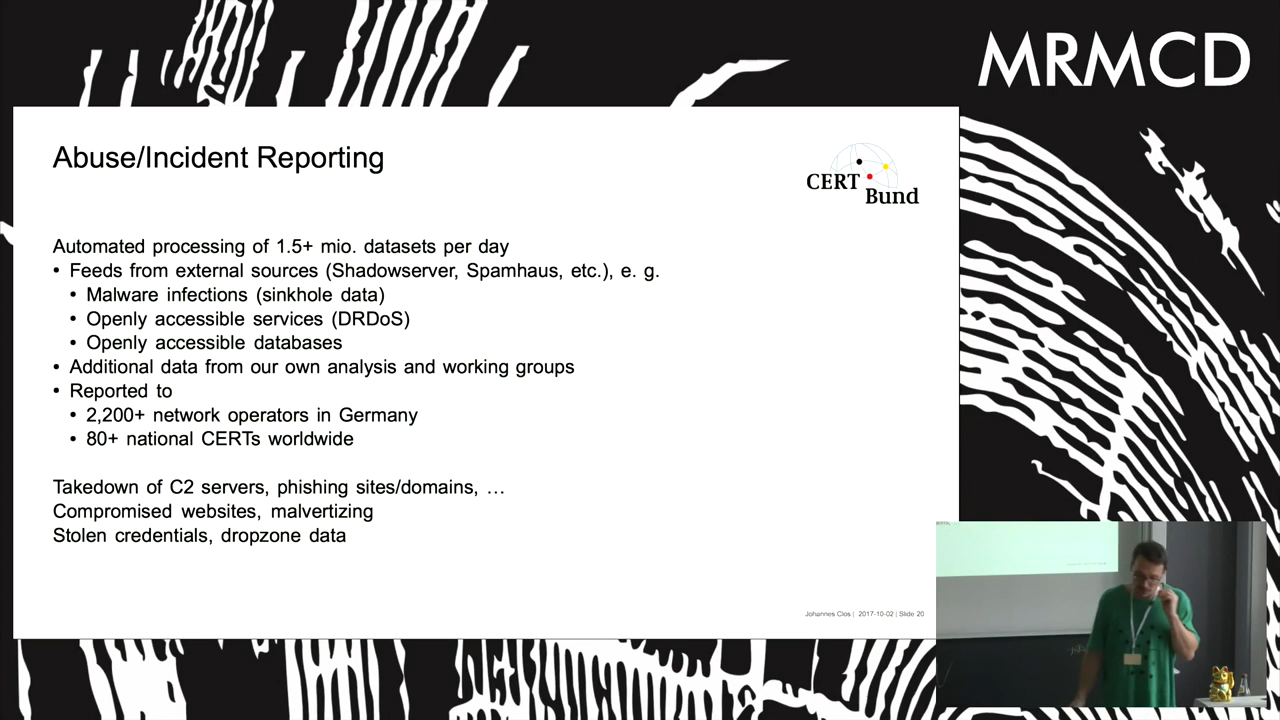 MRMCD
Abuse/Incident Reporting
CERT
Bund
Automated processing of 1.5+ mio. datasets per day
• Feeds from external sources (Shadowserver, Spamhaus, etc.), e. g.
• Malware infections (sinkhole data)
• Openly accessible services (DRDoS)
• Openly accessible databases
• Additional data from our own analysis and working groups
• Reported to
• 2,200+ network operators in Germany
• 80+ national CERTs worldwide
Takedown of C2 servers, phishing sites/domains, …
Compromised websites, malvertizing
Stolen credentials, dropzone data
Johannes Clos | 2017-10-02 | Slide 20